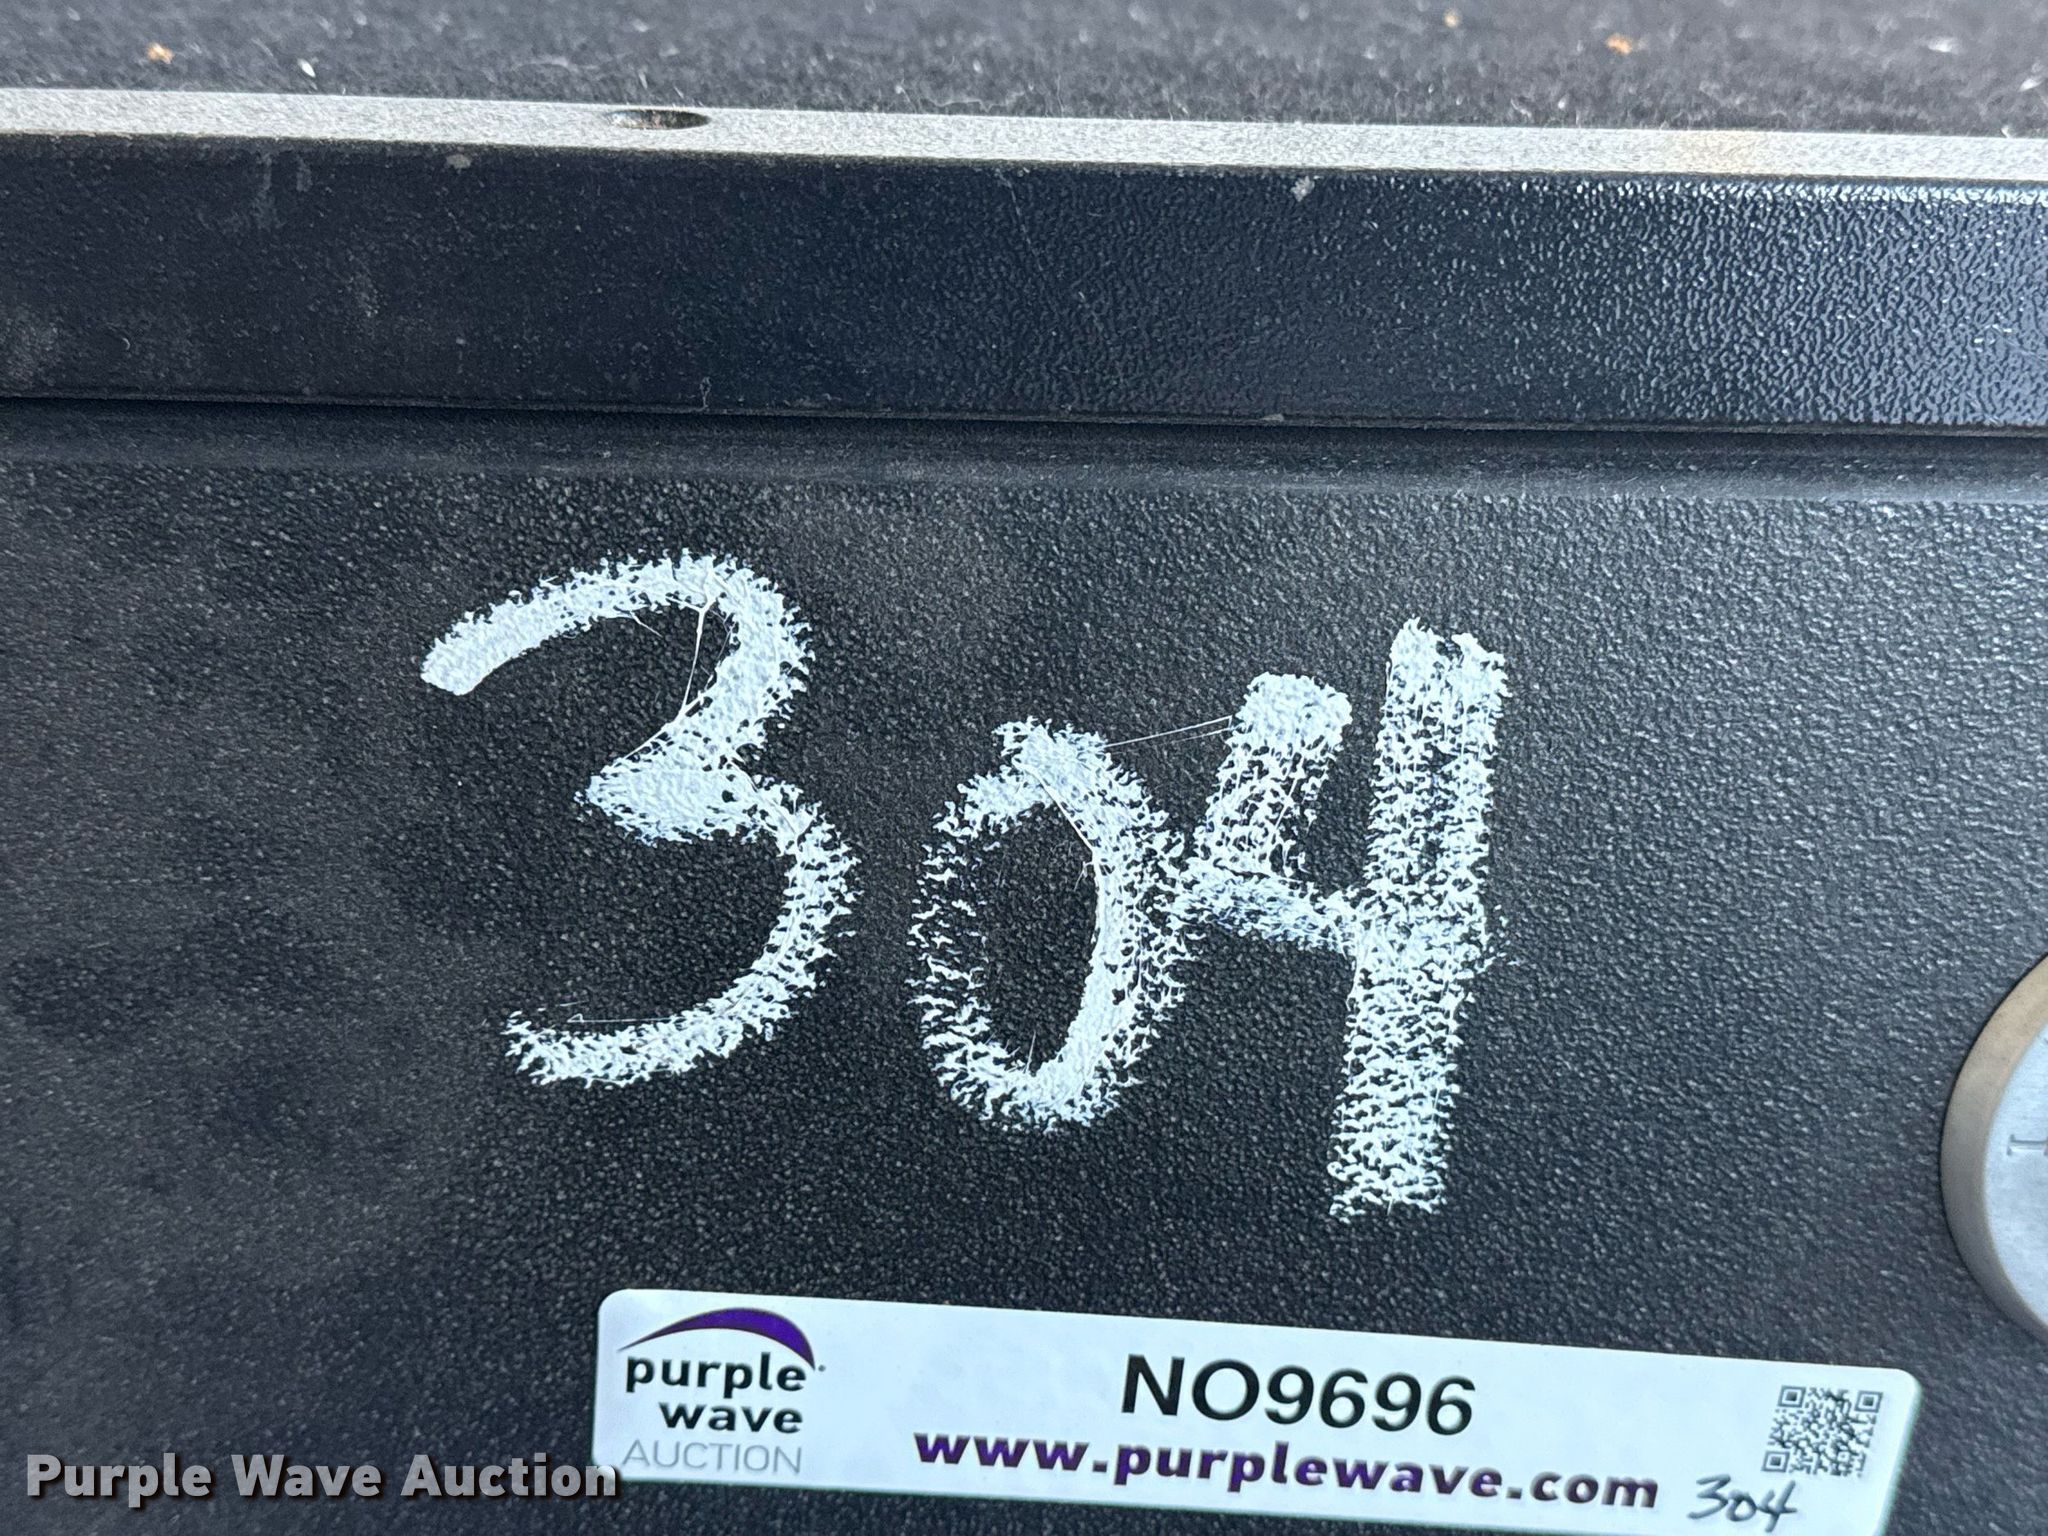 304
purple
wave
AUCTION
NO9696
www.purplewave.com
304
Purple Wave Auction